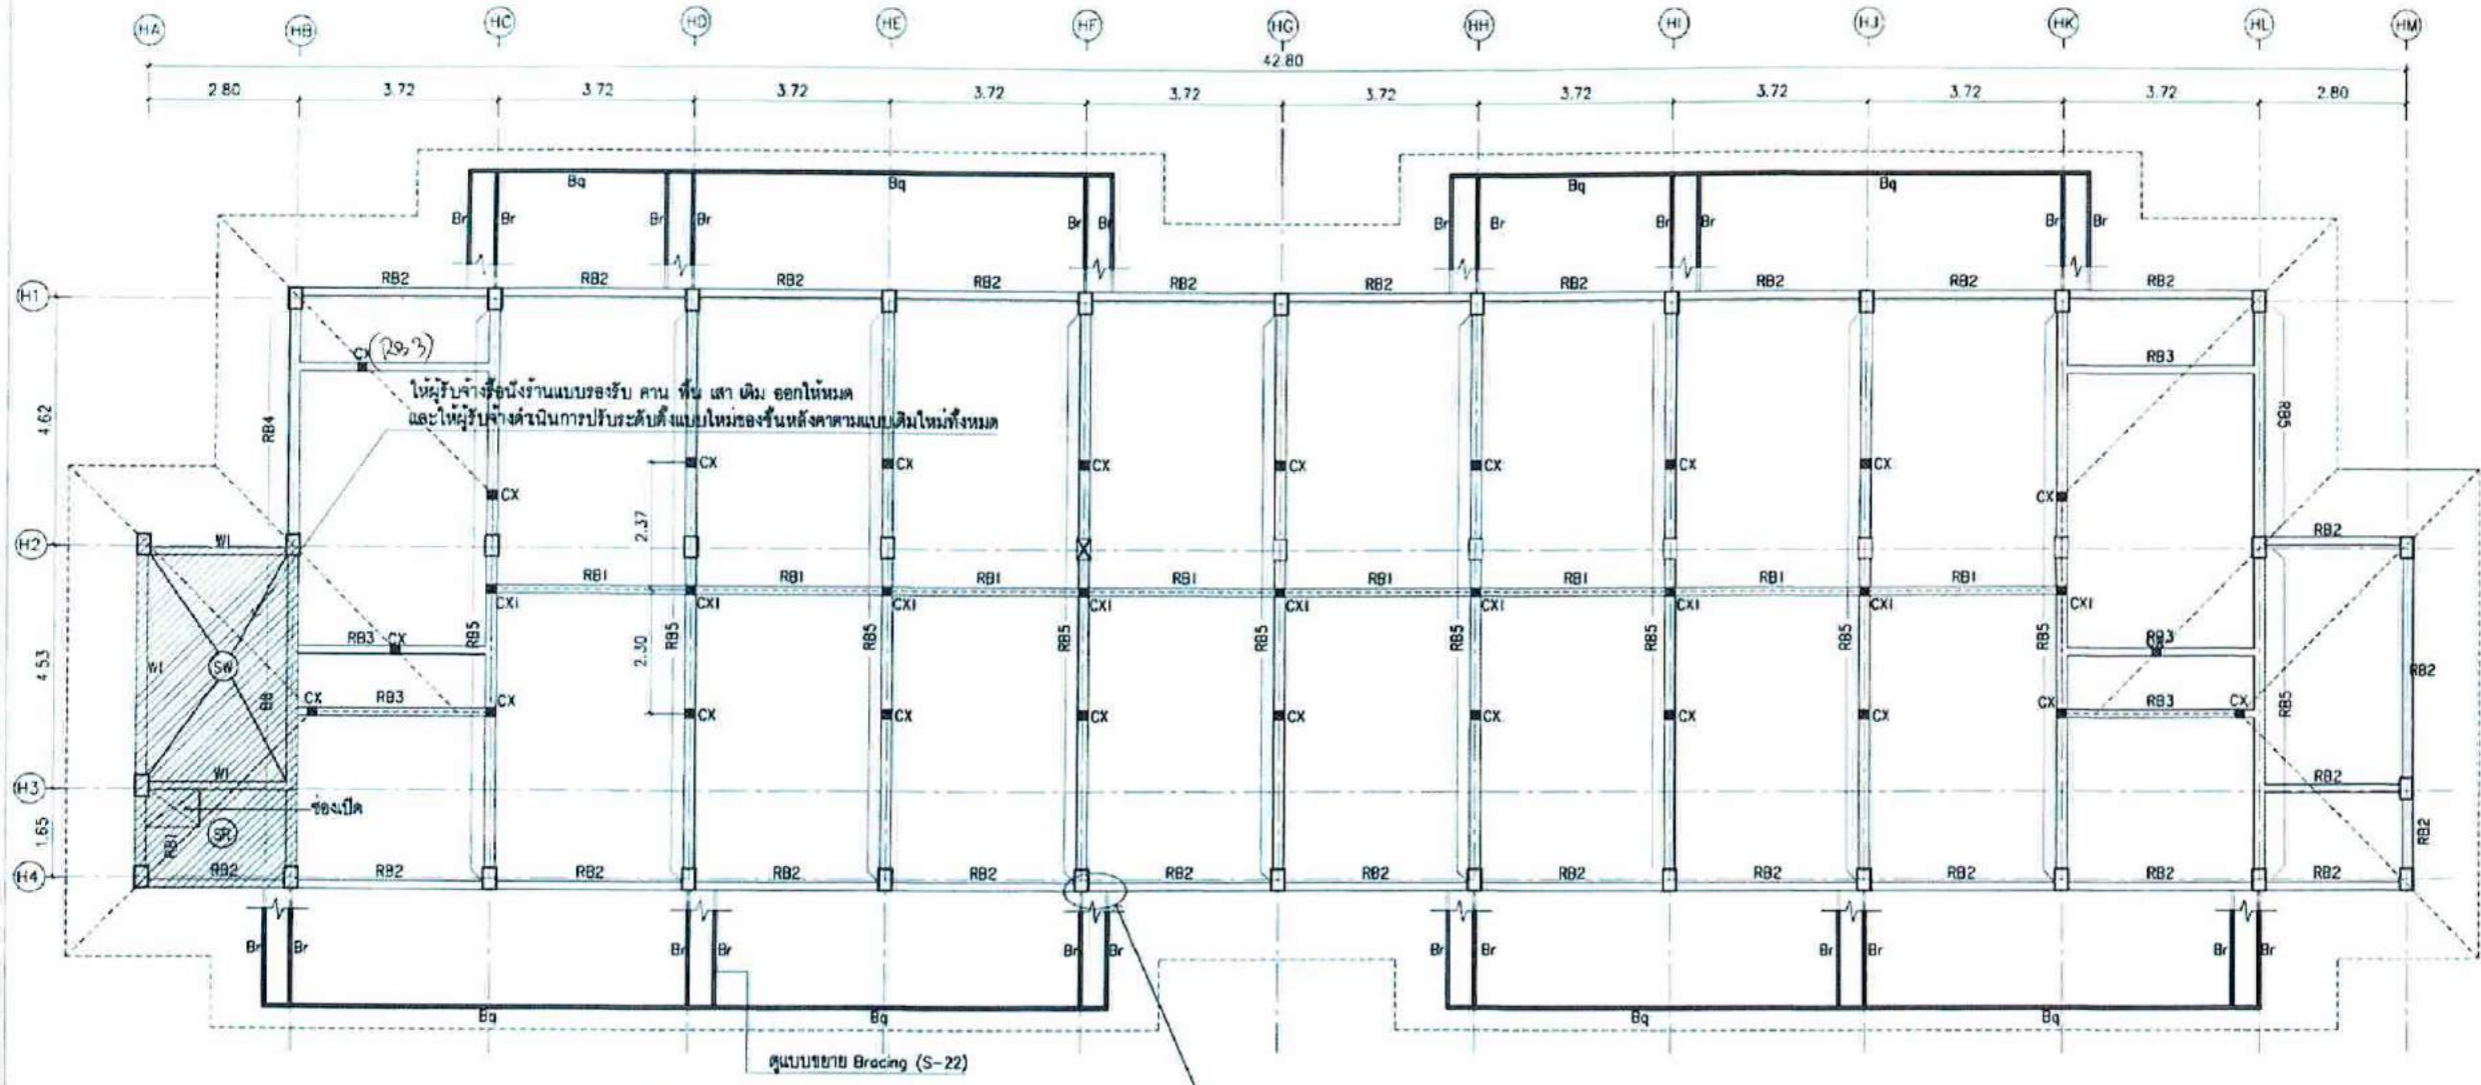 HA HB HC HD HE HF HG HH HI HJ HK HL HM
42.80
2.80 3.72 3.72 3.72 3.72 3.72 3.72 3.72 3.72 3.72 3.72 2.80
Bq Bq Bq Bq
Br Br Br Br Br Br Br Br Br Br Br Br
RB2 RB2 RB2 RB2 RB2 RB2 RB2 RB2 RB2 RB2
H1
CX (RB3)
RB3
ให้ผู้รับจ้างรื้อนั่งร้านแบบรองรับ คาน พื้น เสา เดิม ออกให้หมด
และให้ผู้รับจ้างดำเนินการปรับระดับตั้งแบบใหม่ของชั้นหลังคาตามแบบเดิมใหม่ทั้งหมด
4.62
RB4
RB5
CX CX CX CX CX CX CX
CX CX
2.37
H2
W1
RB2
RB1 RB1 RB1 RB1 RB1 RB1 RB1 RB1
CX1 CX1 CX1 CX1 CX1 CX1 CX1 CX1 CX1
4.53
W1
SW
RB3 CX
RB5 RB5 RB5 RB5 RB5 RB5 RB5 RB5 RB5
2.30
RB3
CX
RB2
RB5
CX RB3 CX
CX CX CX CX CX CX CX
CX RB3 CX
H3
W1
RB2
ช่องเปิด
1.65
RB1
SR
RB2
H4
RB2 RB2 RB2 RB2 RB2 RB2 RB2 RB2 RB2 RB2 RB2 RB2
Br Br Br Br Br Br Br Br Br Br Br Br
Bq Bq Bq Bq
ดูแบบขยาย Bracing (S-22)